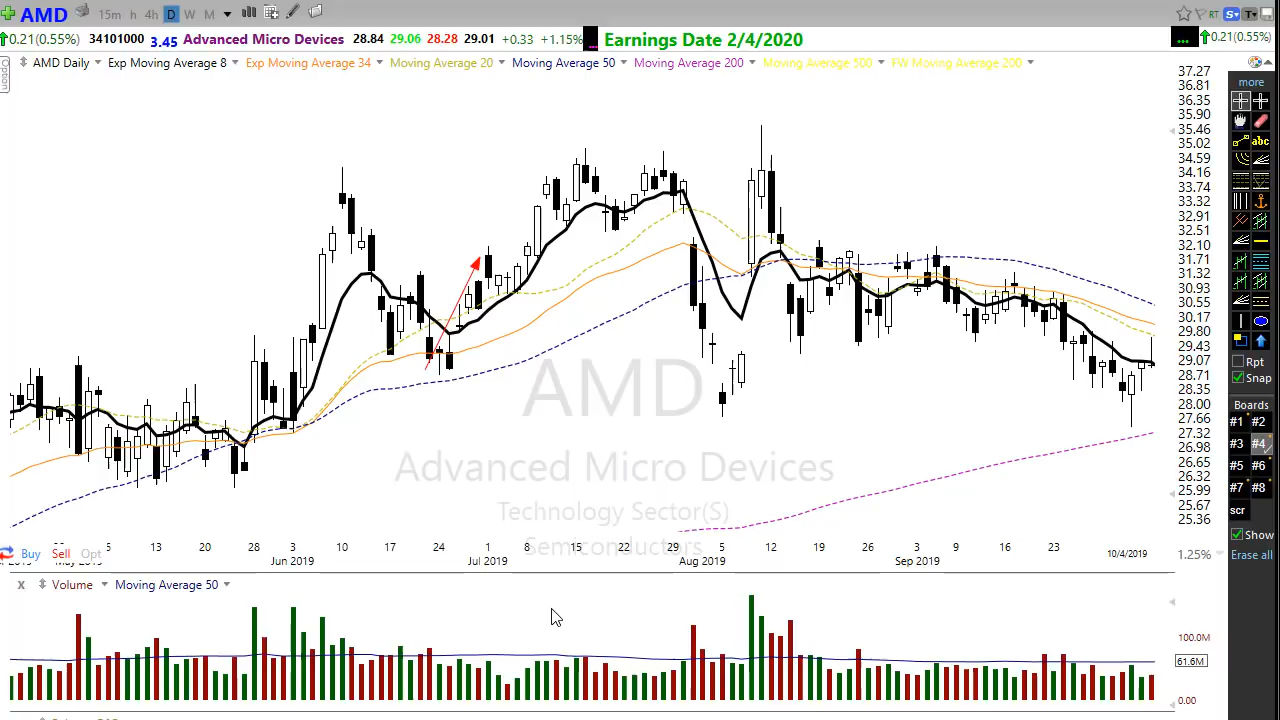 AMD 15m h 4h D W M RT S T
0.21(0.55%) 34101000 3.45 Advanced Micro Devices 28.84 29.06 28.28 29.01 +0.33 +1.15% ... Earnings Date 2/4/2020 ... 0.21(0.55%)
Option
AMD Daily Exp Moving Average 8 Exp Moving Average 34 Moving Average 20 Moving Average 50 Moving Average 200 Moving Average 500 FW Moving Average 200
37.27
36.81
36.35
35.90
35.46
35.02
34.59
34.16
33.74
33.32
32.91
32.51
32.10
31.71
31.32
30.93
30.55
30.17
29.80
29.43
29.07
28.71
28.35
28.00
27.66
27.32
26.98
26.65
26.32
25.99
25.67
25.36
more
abc
Rpt
Snap
Boards
#1 #2
#3 #4
#5 #6
#7 #8
scr
Show
Erase all
AMD
Advanced Micro Devices
Technology Sector(S)
Semiconductors
Buy Sell Opt
13 20 28 3 10 17 24 1 8 15 22 29 5 12 19 26 3 9 16 23 10/4/2019
May 2019 Jun 2019 Jul 2019 Aug 2019 Sep 2019
1.25%
X Volume Moving Average 50
100.0M
61.6M
0.00